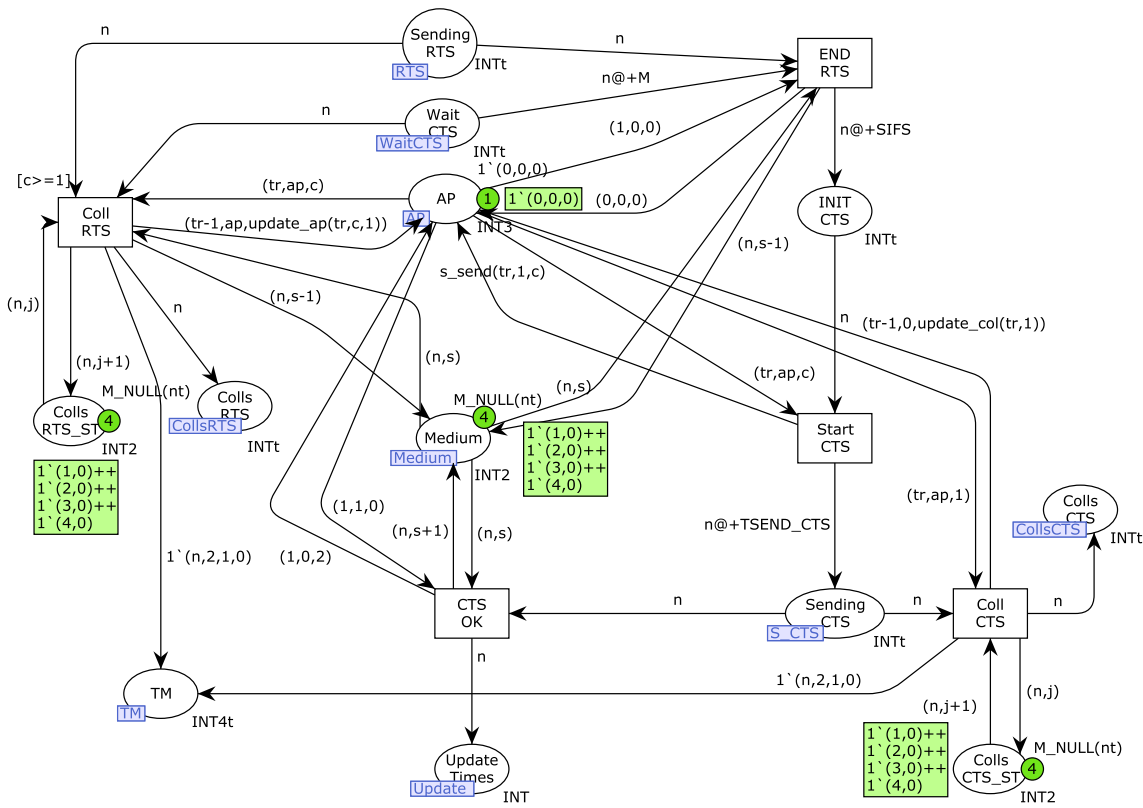 n
Sending
RTS
RTS
INTt
n
END
RTS
n@+M
n
Wait
CTS
WaitCTS
INTt
(1,0,0)
n@+SIFS
1`(0,0,0)
[c>=1]
(tr,ap,c)
AP
AP
1
1`(0,0,0)
INT3
(0,0,0)
INIT
CTS
INTt
Coll
RTS
(tr-1,ap,update_ap(tr,c,1))
(n,s-1)
s_send(tr,1,c)
(n,j)
(n,s-1)
n
n
(tr-1,0,update_col(tr,1))
(n,j+1)
(n,s)
(tr,ap,c)
M_NULL(nt)
Colls
RTS_ST
4
INT2
Colls
RTS
CollsRTS
INTt
M_NULL(nt)
4
(n,s)
Medium
Medium
INT2
1`(1,0)++
1`(2,0)++
1`(3,0)++
1`(4,0)
Start
CTS
1`(1,0)++
1`(2,0)++
1`(3,0)++
1`(4,0)
(tr,ap,1)
Colls
CTS
CollsCTS
INTt
(1,1,0)
(n,s+1)
(n,s)
n@+TSEND_CTS
1`(n,2,1,0)
(1,0,2)
CTS
OK
n
Sending
CTS
S_CTS
INTt
n
Coll
CTS
n
n
1`(n,2,1,0)
TM
TM
INT4t
(n,j+1)
(n,j)
1`(1,0)++
1`(2,0)++
1`(3,0)++
1`(4,0)
M_NULL(nt)
Colls
CTS_ST
4
INT2
Update
Times
Update
INT